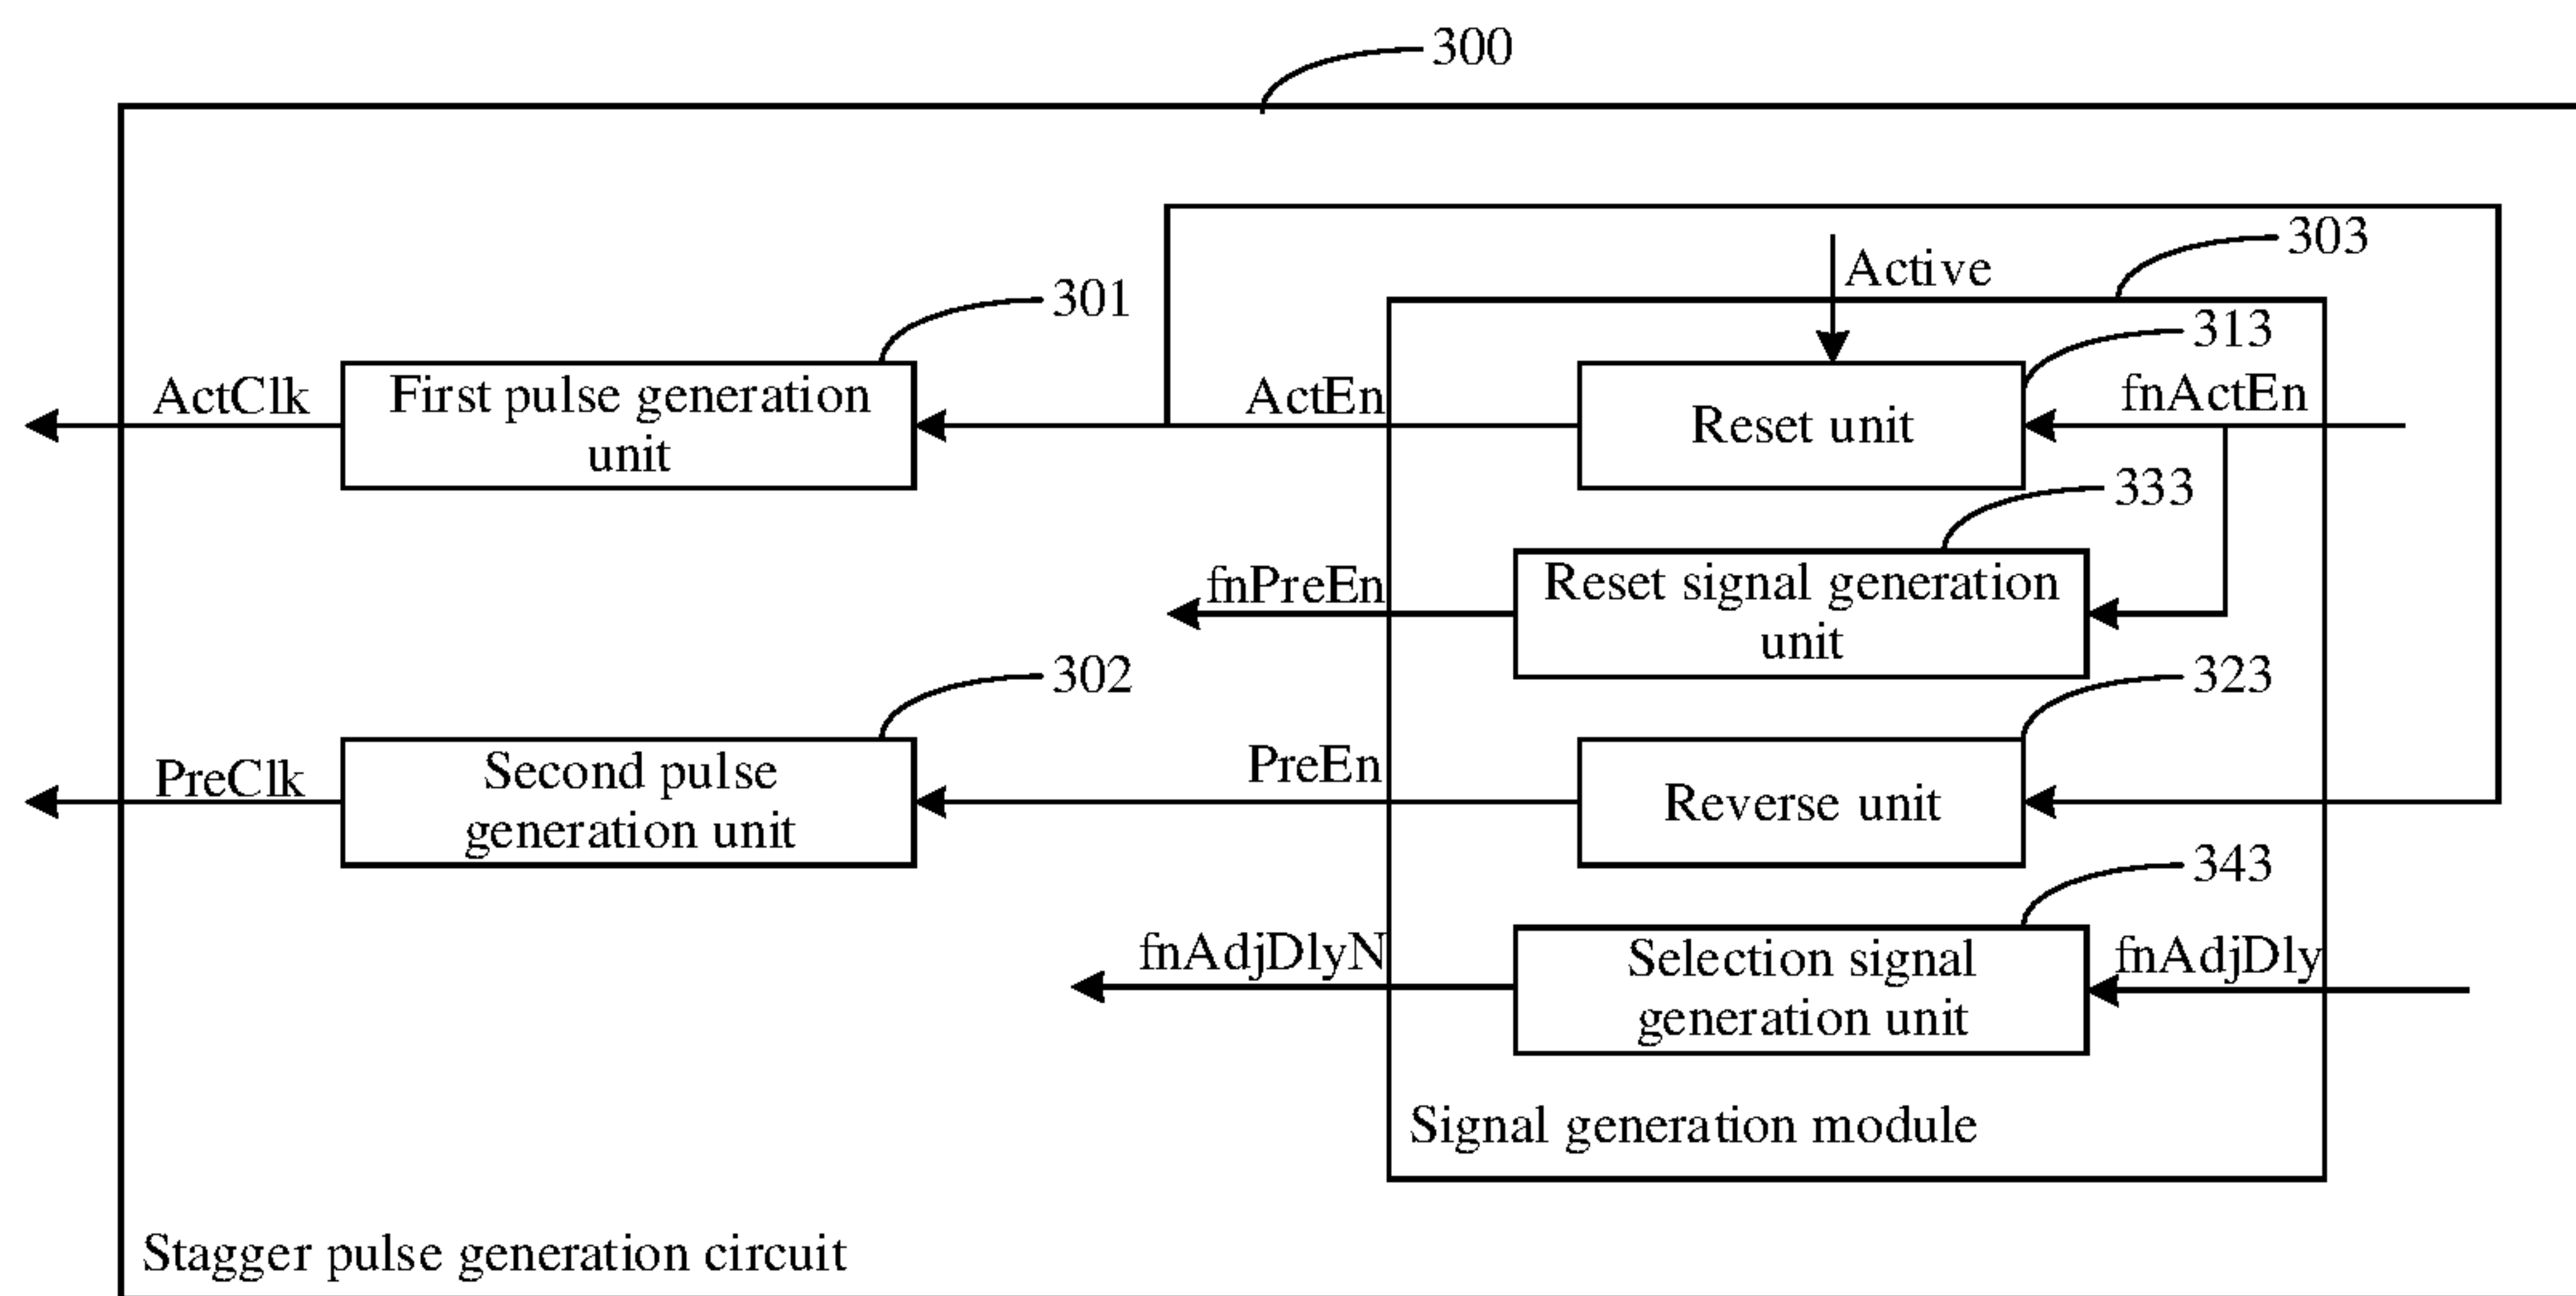 300
303
Active
301
313
ActClk
First pulse generation
unit
ActEn
Reset unit
fnActEn
333
fnPreEn
Reset signal generation
unit
302
323
PreClk
Second pulse
generation unit
PreEn
Reverse unit
343
fnAdjDlyN
Selection signal
generation unit
fnAdjDly
Signal generation module
Stagger pulse generation circuit